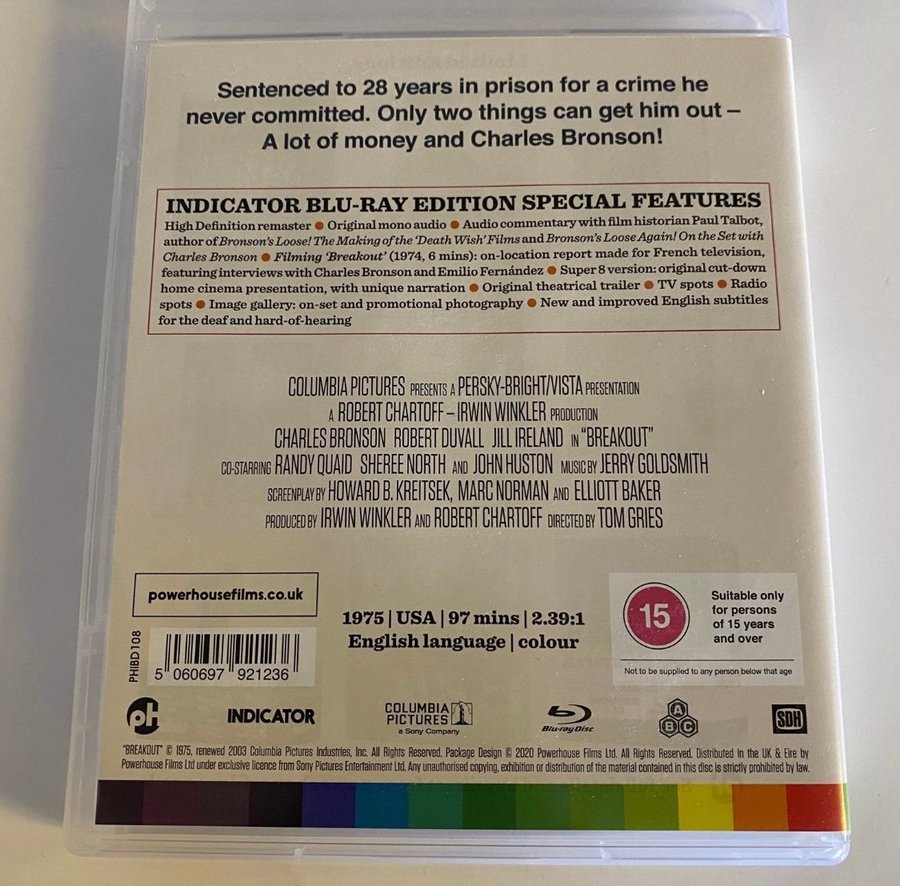 Sentenced to 28 years in prison for a crime he
never committed. Only two things can get him out –
A lot of money and Charles Bronson!
INDICATOR BLU-RAY EDITION SPECIAL FEATURES
High Definition remaster ● Original mono audio ● Audio commentary with film historian Paul Talbot,
author of Bronson's Loose! The Making of the 'Death Wish' Films and Bronson's Loose Again! On the Set with
Charles Bronson ● Filming 'Breakout' (1974, 6 mins): on-location report made for French television,
featuring interviews with Charles Bronson and Emilio Fernández ● Super 8 version: original cut-down
home cinema presentation, with unique narration ● Original theatrical trailer ● TV spots ● Radio
spots ● Image gallery: on-set and promotional photography ● New and improved English subtitles
for the deaf and hard-of-hearing
COLUMBIA PICTURES PRESENTS A PERSKY-BRIGHT/VISTA PRESENTATION
A ROBERT CHARTOFF – IRWIN WINKLER PRODUCTION
CHARLES BRONSON ROBERT DUVALL JILL IRELAND IN "BREAKOUT"
CO-STARRING RANDY QUAID SHEREE NORTH AND JOHN HUSTON MUSIC BY JERRY GOLDSMITH
SCREENPLAY BY HOWARD B. KREITSEK, MARC NORMAN AND ELLIOTT BAKER
PRODUCED BY IRWIN WINKLER AND ROBERT CHARTOFF DIRECTED BY TOM GRIES
powerhousefilms.co.uk
1975 | USA | 97 mins | 2.39:1
English language | colour
15
Suitable only
for persons
of 15 years
and over
Not to be supplied to any person below that age
PHIBD108
5 060697 921236
pH
INDICATOR
COLUMBIA
PICTURES
a Sony Company
Blu-ray Disc
A
B C
SDH
"BREAKOUT" © 1975, renewed 2003 Columbia Pictures Industries, Inc. All Rights Reserved. Package Design © 2020 Powerhouse Films Ltd. All Rights Reserved. Distributed in the UK & Eire by
Powerhouse Films Ltd under exclusive licence from Sony Pictures Entertainment Ltd. Any unauthorised copying, exhibition or distribution of the material contained in this disc is strictly prohibited by law.